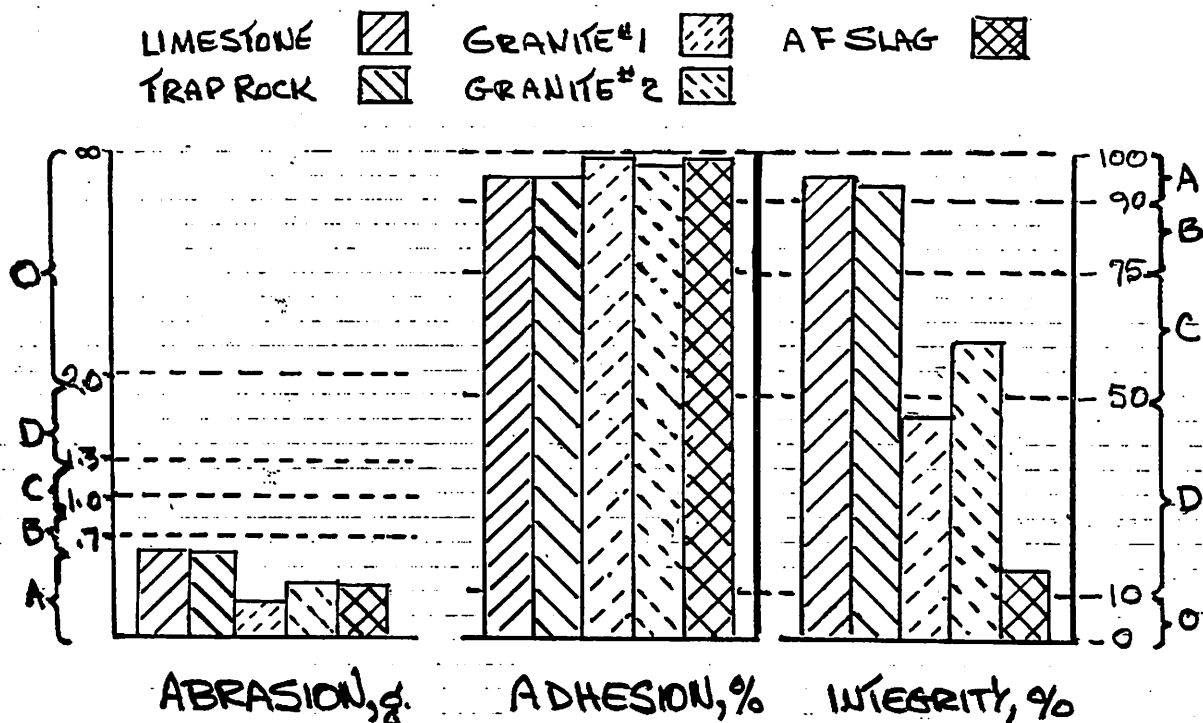 LIMESTONE GRANITE #1 AF SLAG
TRAP ROCK GRANITE #2
∞
2.0
1.3
1.0
.7
O
D
C
B
A
100
90
75
50
10
0
A
B
C
D
O
ABRASION, g. ADHESION, % INTEGRITY, %